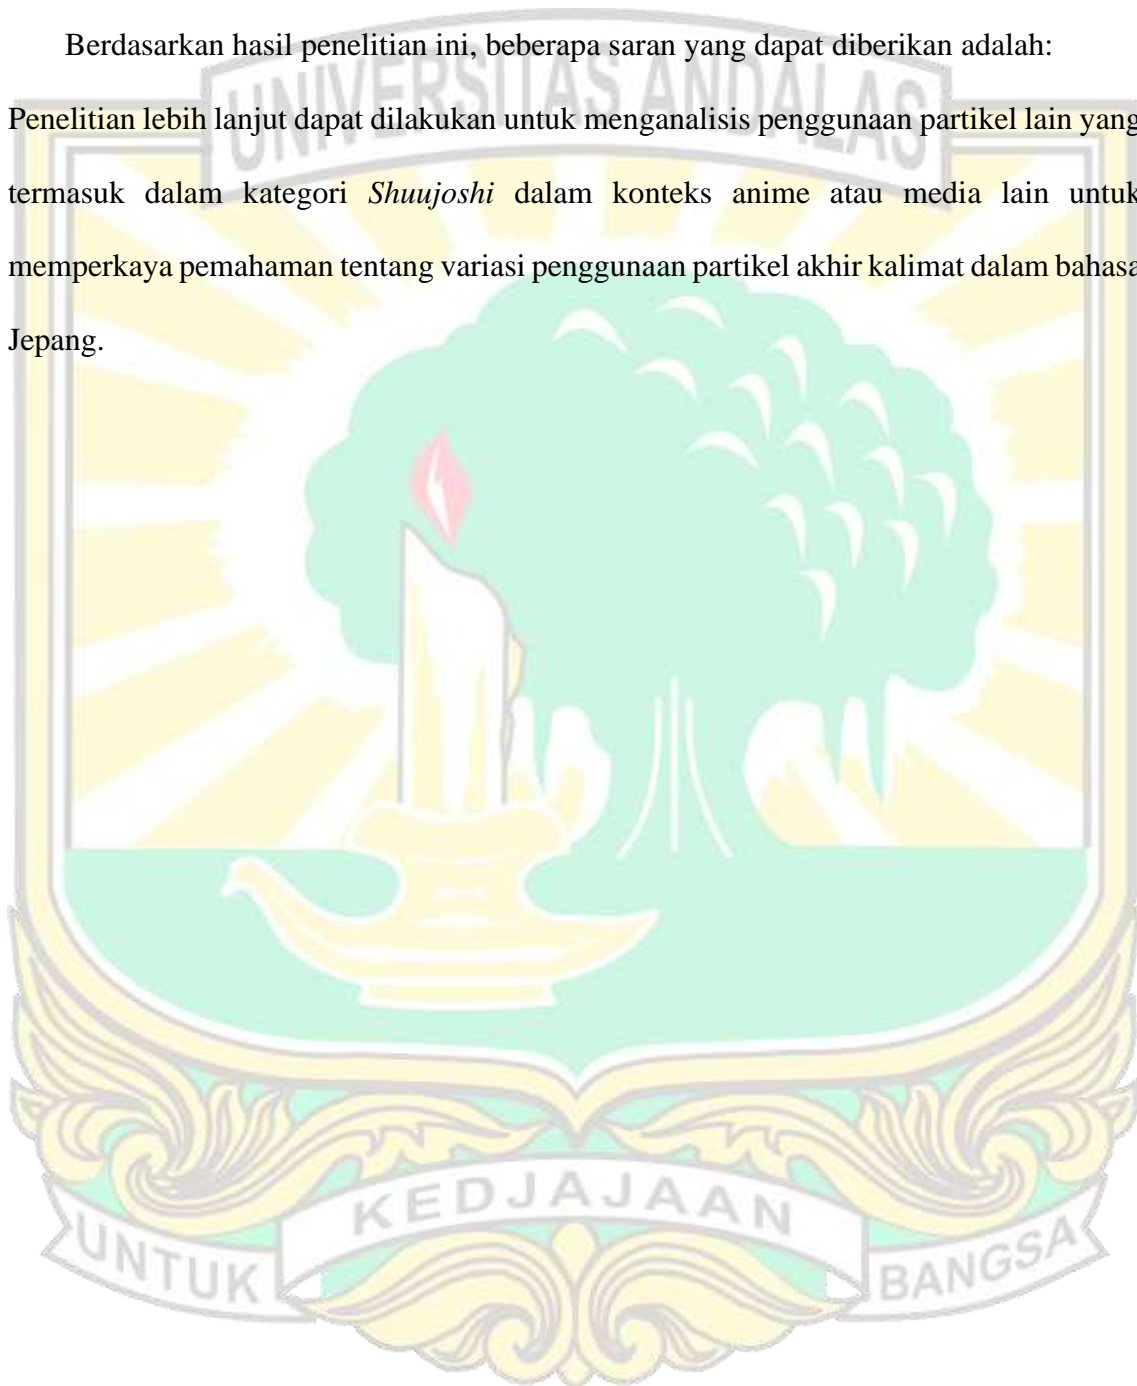 Berdasarkan hasil penelitian ini, beberapa saran yang dapat diberikan adalah:
UNIVERSITAS ANDALAS
Penelitian lebih lanjut dapat dilakukan untuk menganalisis penggunaan partikel lain yang
termasuk dalam kategori Shuujoshi dalam konteks anime atau media lain untuk
memperkaya pemahaman tentang variasi penggunaan partikel akhir kalimat dalam bahasa
Jepang.
KEDJAJAAN
UNTUK
BANGSA